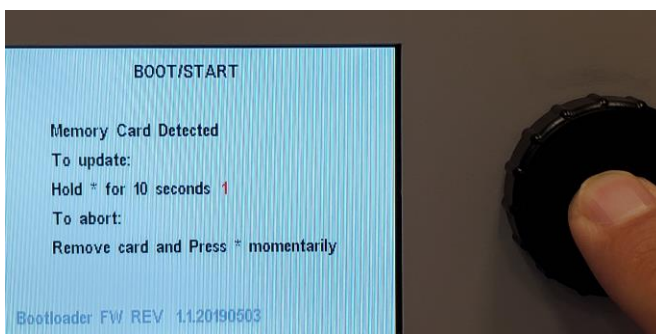 BOOT/START
Memory Card Detected
To update:
Hold * for 10 seconds 1
To abort:
Remove card and Press * momentarily
Bootloader FW REV 1.1.20190503